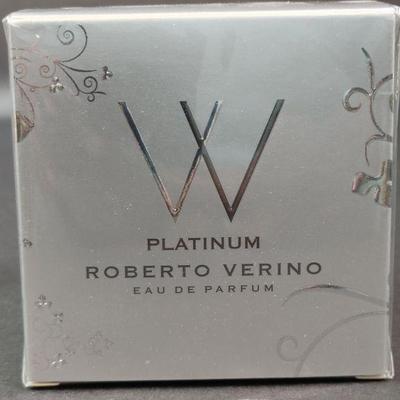 VV
PLATINUM
ROBERTO VERINO
EAU DE PARFUM